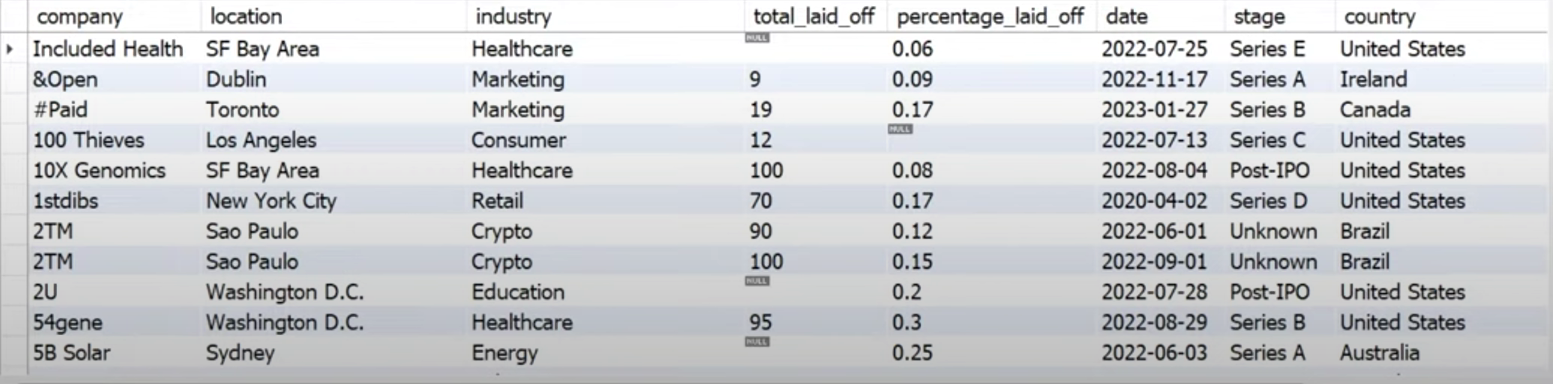 company location industry total_laid_off percentage_laid_off date stage country
Included Health SF Bay Area Healthcare NULL 0.06 2022-07-25 Series E United States
&Open Dublin Marketing 9 0.09 2022-11-17 Series A Ireland
#Paid Toronto Marketing 19 0.17 2023-01-27 Series B Canada
100 Thieves Los Angeles Consumer 12 NULL 2022-07-13 Series C United States
10X Genomics SF Bay Area Healthcare 100 0.08 2022-08-04 Post-IPO United States
1stdibs New York City Retail 70 0.17 2020-04-02 Series D United States
2TM Sao Paulo Crypto 90 0.12 2022-06-01 Unknown Brazil
2TM Sao Paulo Crypto 100 0.15 2022-09-01 Unknown Brazil
2U Washington D.C. Education NULL 0.2 2022-07-28 Post-IPO United States
54gene Washington D.C. Healthcare 95 0.3 2022-08-29 Series B United States
5B Solar Sydney Energy NULL 0.25 2022-06-03 Series A Australia